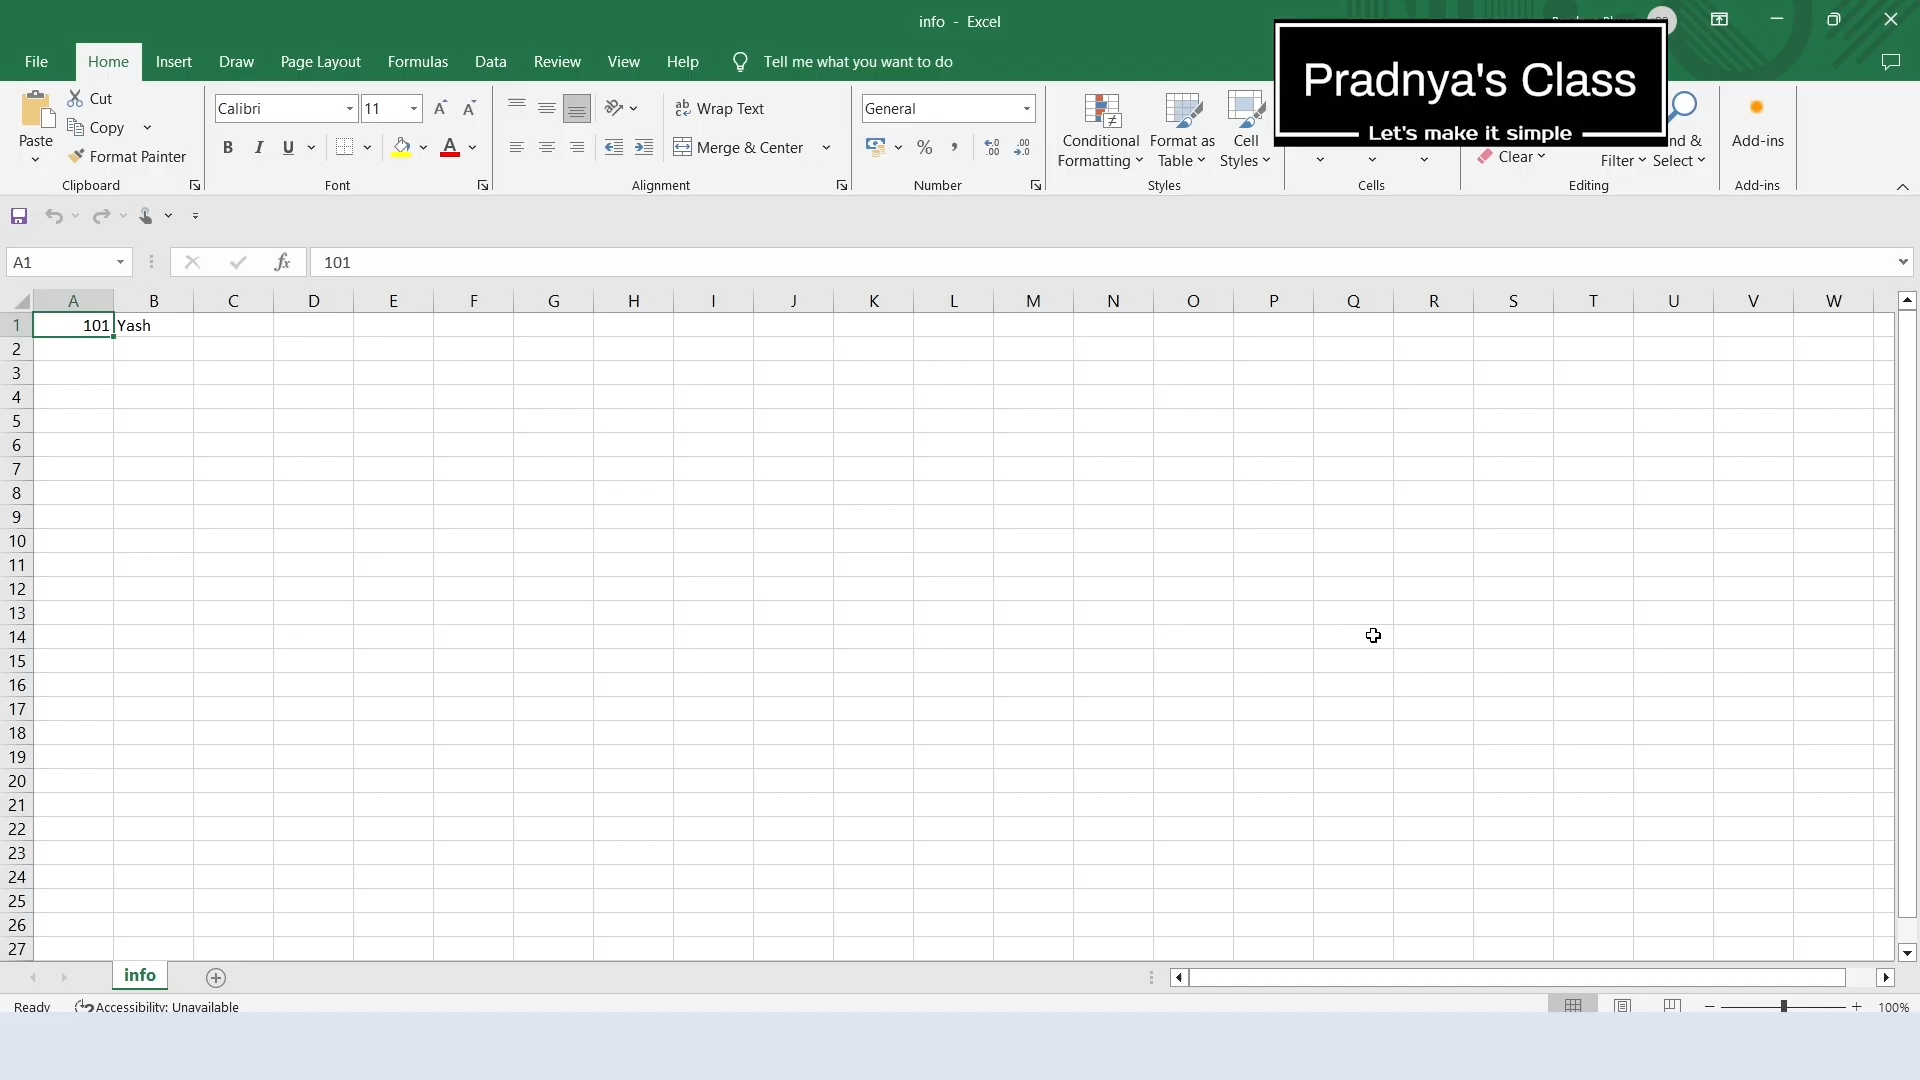 info - Excel
File Home Insert Draw Page Layout Formulas Data Review View Help Tell me what you want to do
Pradnya's Class
Let's make it simple
Paste
Cut
Copy
Format Painter
Clipboard
Calibri 11
B I U A
Font
ab Wrap Text
Merge & Center
Alignment
General
% ,
Number
Conditional Formatting
Format as Table
Cell Styles
Styles
Cells
Clear
Filter
Select
Editing
Add-ins
Add-ins
A1 fx 101
A B C D E F G H I J K L M N O P Q R S T U V W
1 101 Yash
2
3
4
5
6
7
8
9
10
11
12
13
14
15
16
17
18
19
20
21
22
23
24
25
26
27
info
Ready Accessibility: Unavailable 100%